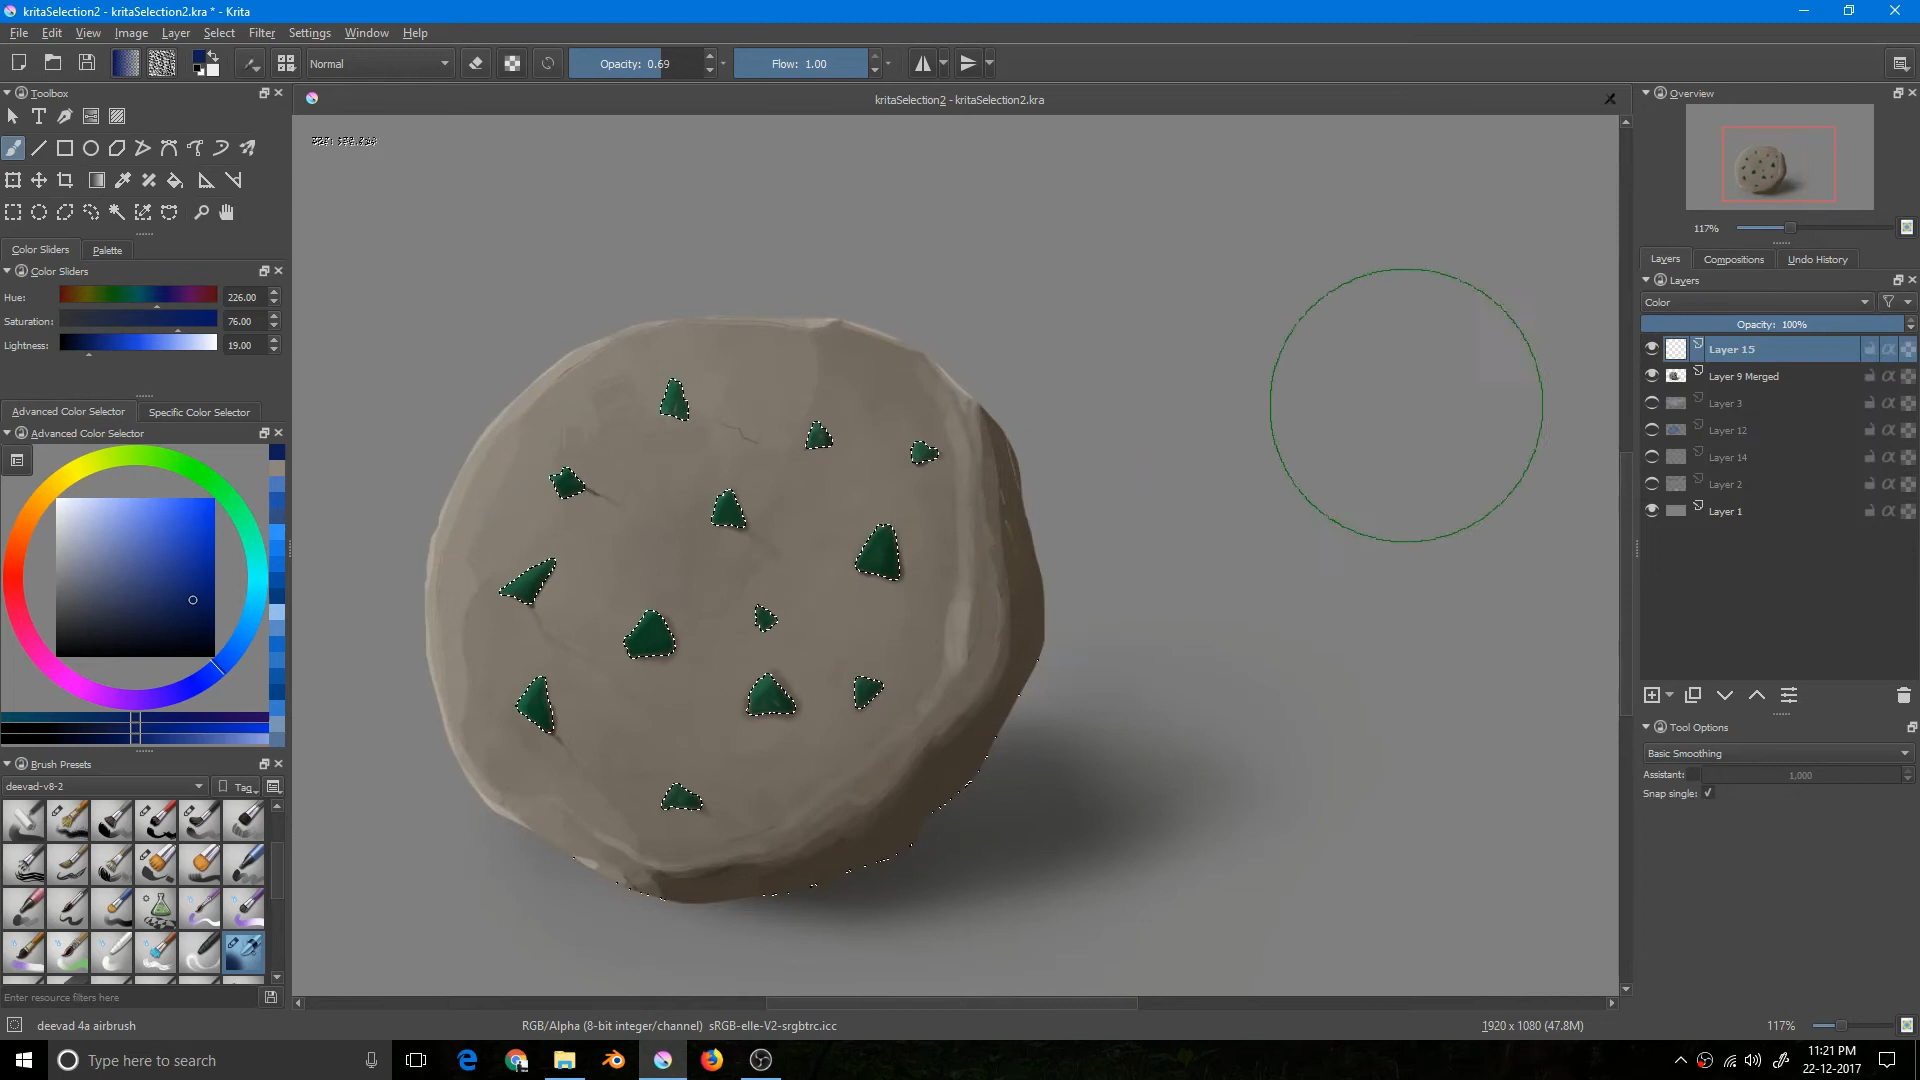 kritaSelection2 - kritaSelection2.kra * - Krita
File Edit View Image Layer Select Filter Settings Window Help
Normal Opacity: 0.69 Flow: 1.00
Toolbox
kritaSelection2 - kritaSelection2.kra
Overview
117%
Color Sliders Palette
Color Sliders
Hue: 226.00
Saturation: 76.00
Lightness: 19.00
Layers Compositions Undo History
Layers
Color
Opacity: 100%
Layer 15
Layer 9 Merged
Layer 3
Layer 12
Layer 14
Layer 2
Layer 1
Advanced Color Selector Specific Color Selector
Advanced Color Selector
Tool Options
Basic Smoothing
Assistant: 1,000
Snap single:
Brush Presets
deevad-v8-2 Tag
Enter resource filters here
deevad 4a airbrush RGB/Alpha (8-bit integer/channel) sRGB-elle-V2-srgbtrc.icc 1920 x 1080 (47.8M) 117%
Type here to search
11:21 PM
22-12-2017